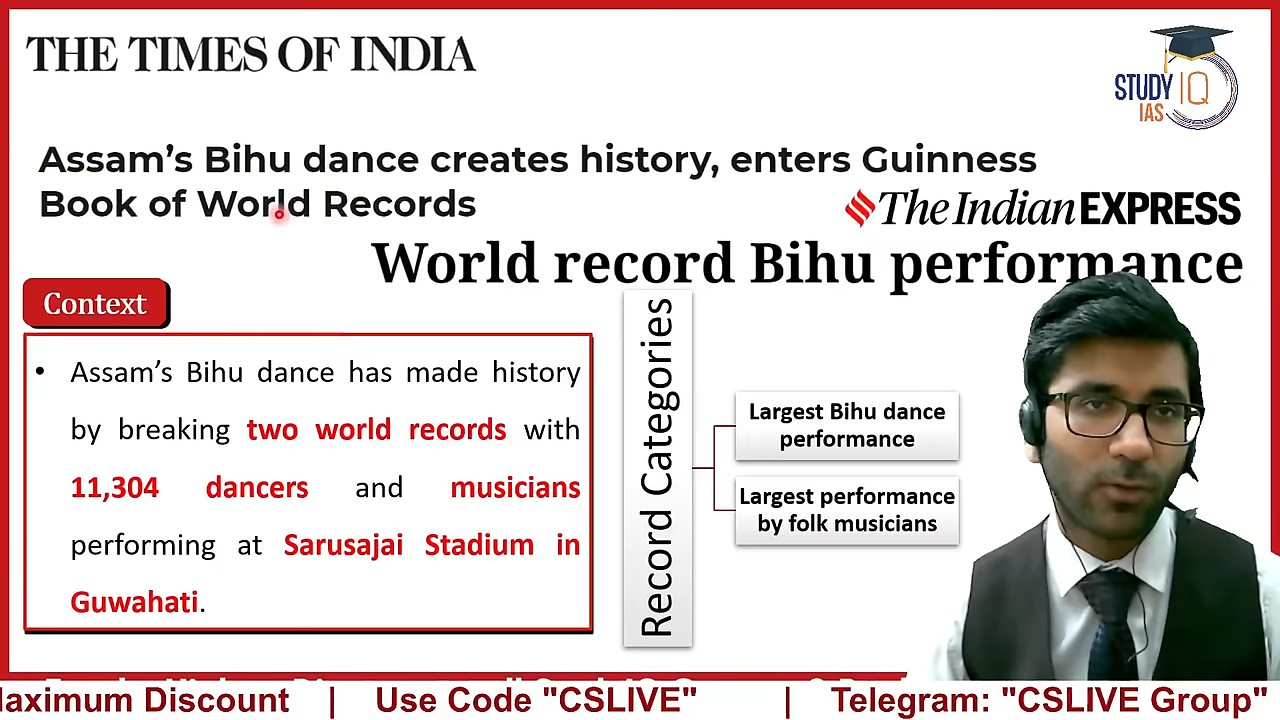 THE TIMES OF INDIA
STUDY IQ
IAS
Assam's Bihu dance creates history, enters Guinness
Book of World Records
The Indian EXPRESS
World record Bihu performance
Context
• Assam's Bihu dance has made history
by breaking two world records with
11,304 dancers and musicians
performing at Sarusajai Stadium in
Guwahati.
Record Categories
Largest Bihu dance
performance
Largest performance
by folk musicians
Maximum Discount | Use Code "CSLIVE" | Telegram: "CSLIVE Group"